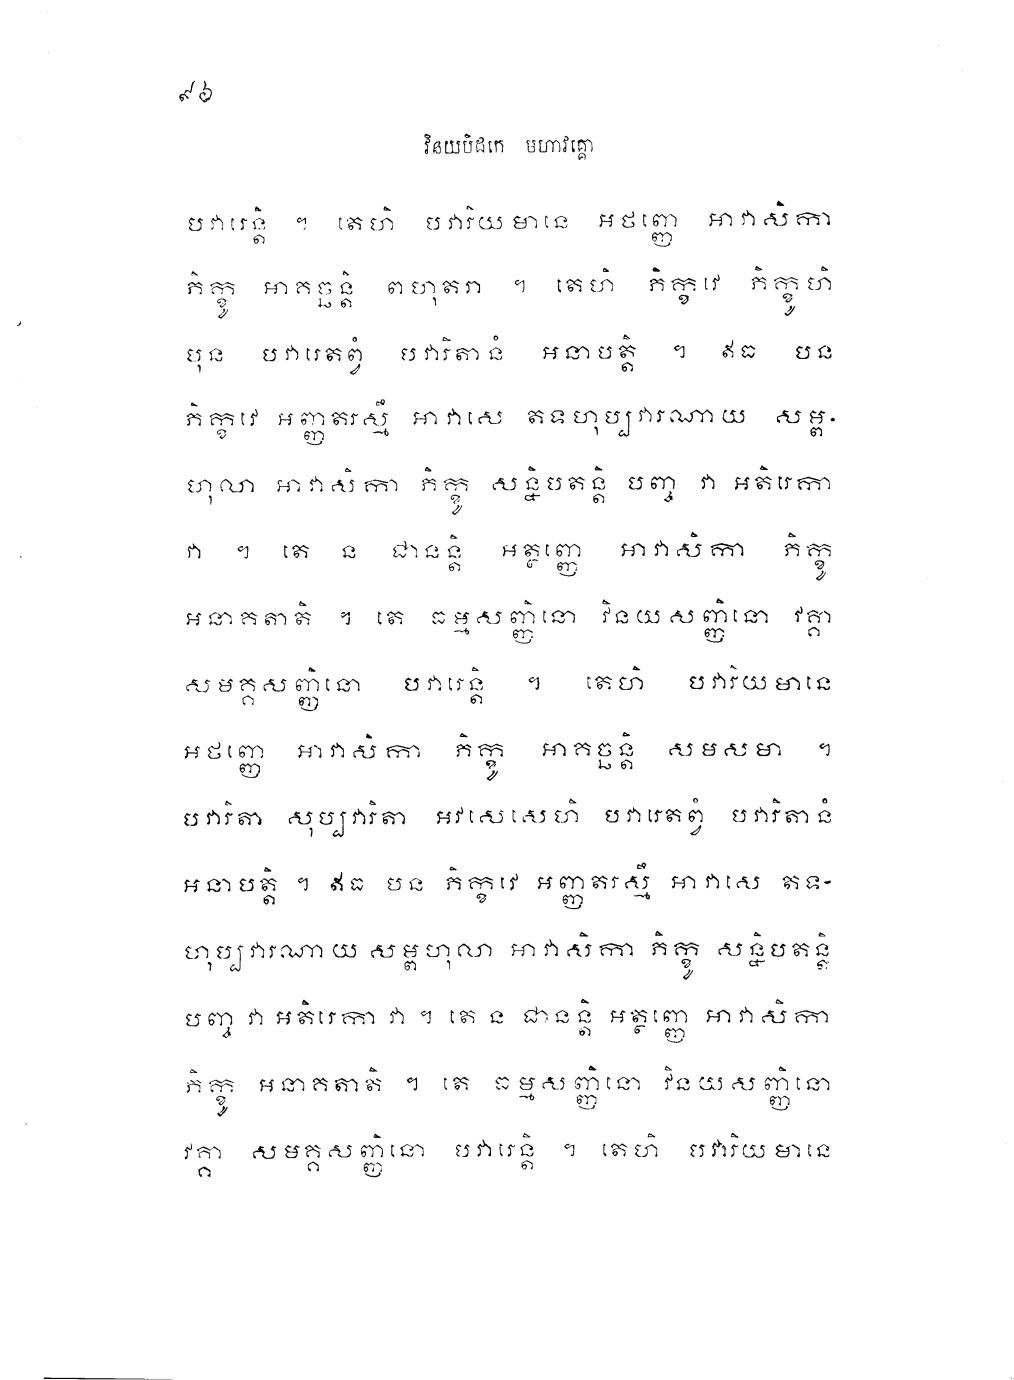 ៩៦
វិនយបិដកេ មហាវគ្គោ
បវារេន្តិ ។ តេហិ បវារិយមានេ អថញ្ញេ អាវាសិកា
ភិក្ខូ អាគច្ឆន្តិ ពហុតរា ។ តេហិ ភិក្ខវេ ភិក្ខូហិ
បុន បវារេតព្វំ បវារិតានំ អនាបត្តិ ។ ឥធ បន
ភិក្ខវេ អញ្ញតរស្មឹ អាវាសេ តទហុប្បវារណាយ សម្ព-
ហុលា អាវាសិកា ភិក្ខូ សន្និបតន្តិ បញ្ច វា អតិរេកា
វា ។ តេ ន ជានន្តិ អត្ថញ្ញេ អាវាសិកា ភិក្ខូ
អនាគតាតិ ។ តេ ធម្មសញ្ញិនោ វិនយសញ្ញិនោ វគ្គា
សមគ្គសញ្ញិនោ បវារេន្តិ ។ តេហិ បវារិយមានេ
អថញ្ញេ អាវាសិកា ភិក្ខូ អាគច្ឆន្តិ សមសមា ។
បវារិតា សុប្បវារិតា អវសេសេហិ បវារេតព្វំ បវារិតានំ
អនាបត្តិ ។ ឥធ បន ភិក្ខវេ អញ្ញតរស្មឹ អាវាសេ តទ-
ហុប្បវារណាយ សម្ពហុលា អាវាសិកា ភិក្ខូ សន្និបតន្តិ
បញ្ច វា អតិរេកា វា ។ តេ ន ជានន្តិ អត្ថញ្ញេ អាវាសិកា
ភិក្ខូ អនាគតាតិ ។ តេ ធម្មសញ្ញិនោ វិនយសញ្ញិនោ
វគ្គា សមគ្គសញ្ញិនោ បវារេន្តិ ។ តេហិ បវារិយមានេ